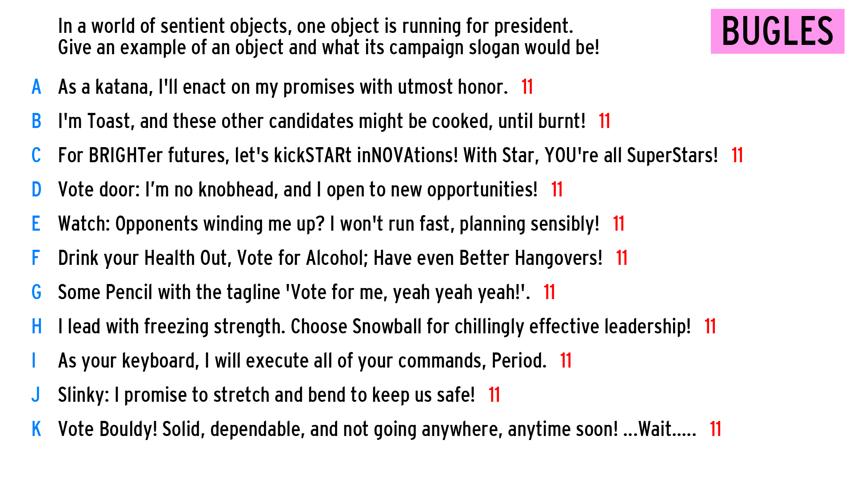 In a world of sentient objects, one object is running for president.
Give an example of an object and what its campaign slogan would be!
BUGLES
A As a katana, I'll enact on my promises with utmost honor. 11
B I'm Toast, and these other candidates might be cooked, until burnt! 11
C For BRIGHTer futures, let's kickSTARt inNOVAtions! With Star, YOU're all SuperStars! 11
D Vote door: I’m no knobhead, and I open to new opportunities! 11
E Watch: Opponents winding me up? I won't run fast, planning sensibly! 11
F Drink your Health Out, Vote for Alcohol; Have even Better Hangovers! 11
G Some Pencil with the tagline 'Vote for me, yeah yeah yeah!'. 11
H I lead with freezing strength. Choose Snowball for chillingly effective leadership! 11
I As your keyboard, I will execute all of your commands, Period. 11
J Slinky: I promise to stretch and bend to keep us safe! 11
K Vote Bouldy! Solid, dependable, and not going anywhere, anytime soon! ...Wait..... 11